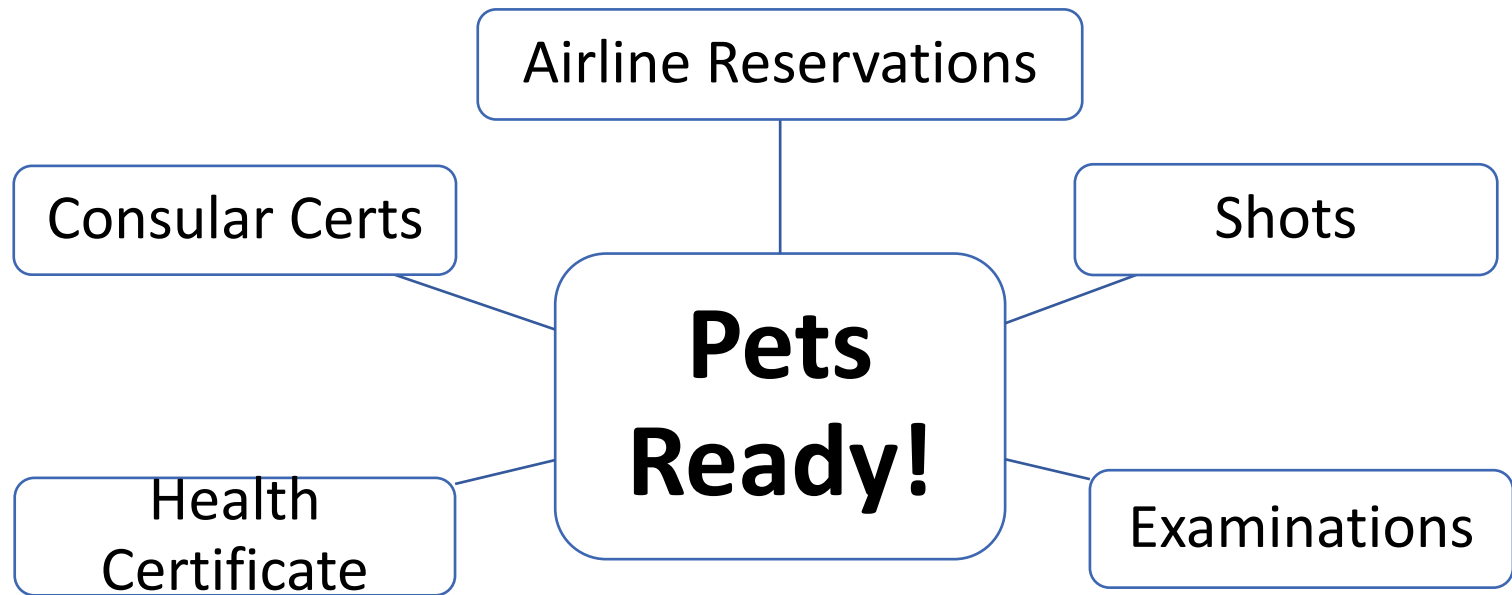 Airline Reservations
Consular Certs
Shots
Pets
Ready!
Health
Certificate
Examinations